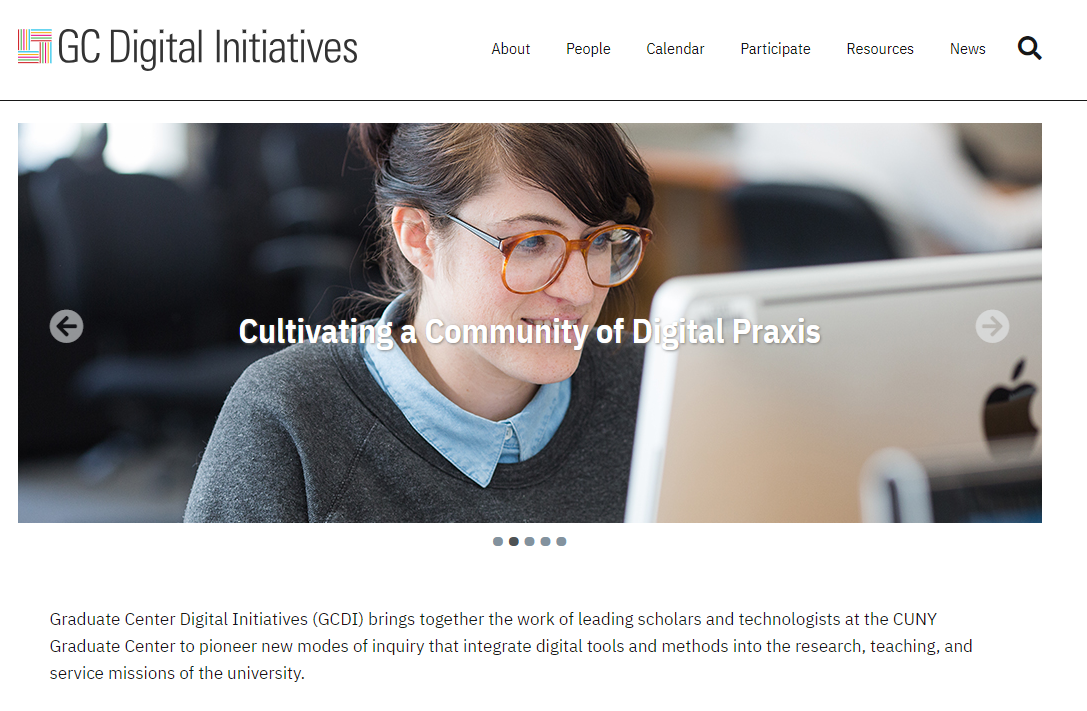 GC Digital Initiatives
About
People
Calendar
Participate
Resources
News
Cultivating a Community of Digital Praxis
Graduate Center Digital Initiatives (GCDI) brings together the work of leading scholars and technologists at the CUNY
Graduate Center to pioneer new modes of inquiry that integrate digital tools and methods into the research, teaching, and
service missions of the university.